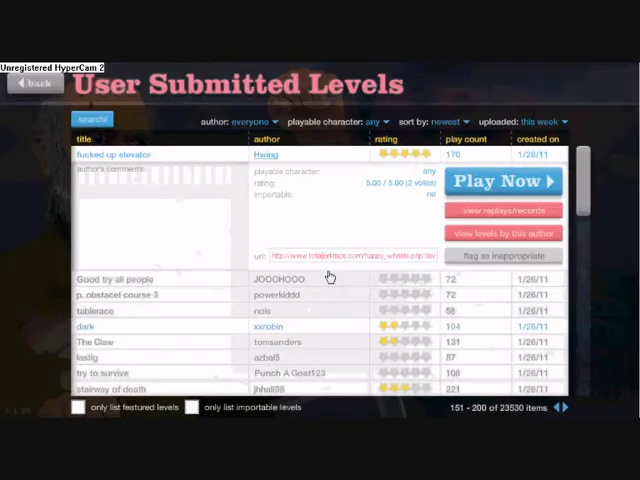 Unregistered HyperCam 2
back
User Submitted Levels
search!
author: everyone playable character: any sort by: newest uploaded: this week
title author rating play count created on
fucked up elevator Hwing 170 1/26/11
author's comments:
playable character: any
rating: 5.00 / 5.00 (2 votes)
importable: no
Play Now
view replays/records
view levels by this author
flag as inappropriate
url: http://www.totaljerkface.com/happy_wheels.php?lev
Good try all people JOOOHOOO 72 1/26/11
p. obstacel course 3 powerkiddd 72 1/26/11
tablerace nois 68 1/26/11
dark xxrobin 104 1/26/11
The Claw tomsanders 131 1/26/11
lastig azbal5 87 1/26/11
try to survive Punch A Goat123 108 1/26/11
stairway of death jhhall98 221 1/26/11
only list featured levels only list importable levels 151 - 200 of 23530 items